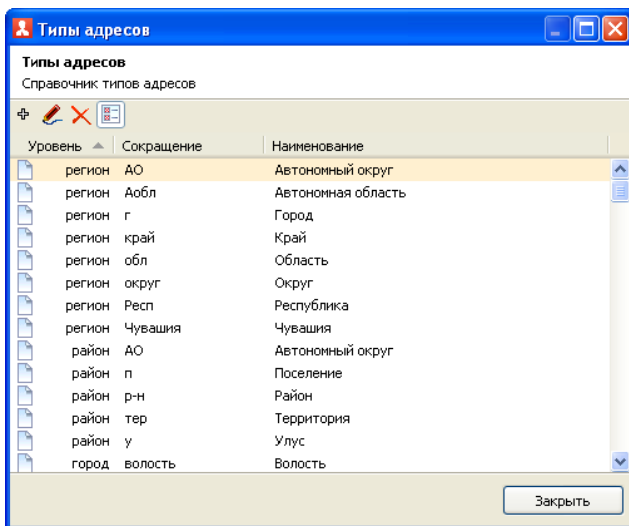 Типы адресов
Типы адресов
Справочник типов адресов
Уровень Сокращение Наименование
регион АО Автономный округ
регион Аобл Автономная область
регион г Город
регион край Край
регион обл Область
регион округ Округ
регион Респ Республика
регион Чувашия Чувашия
район АО Автономный округ
район п Поселение
район р-н Район
район тер Территория
район у Улус
город волость Волость
Закрыть